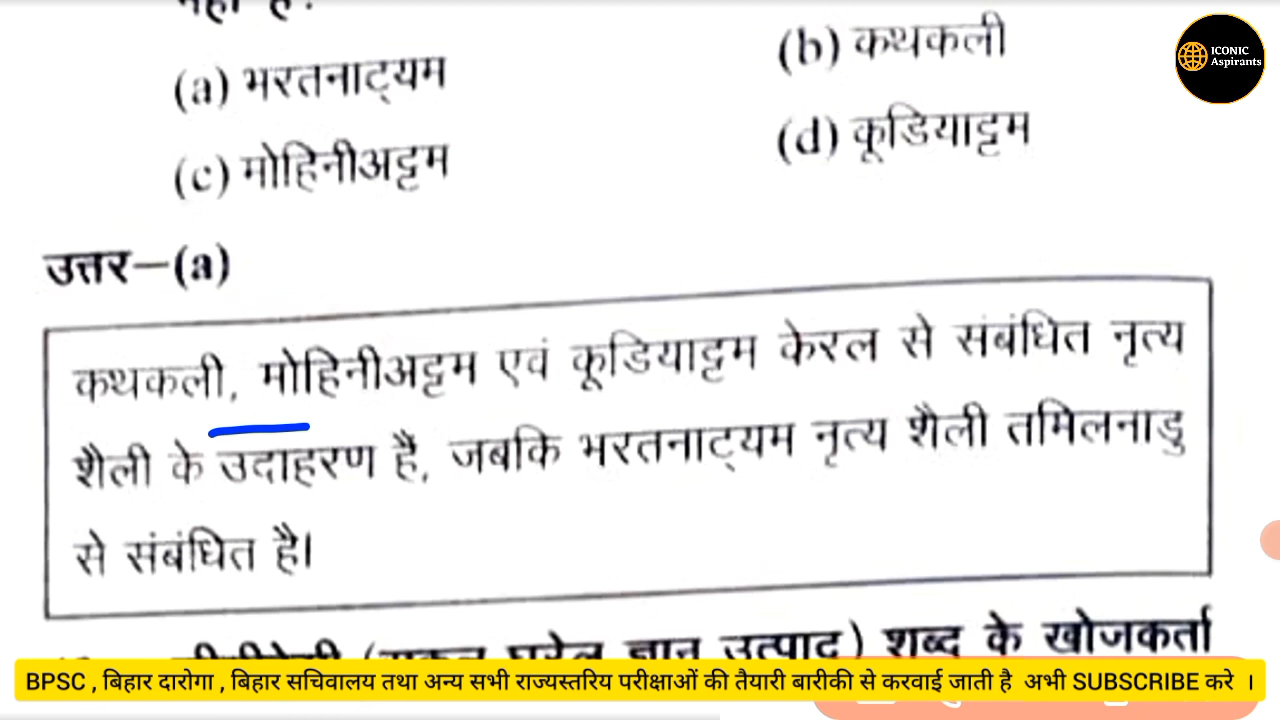 नहीं है?
(a) भरतनाट्यम (b) कथकली
(c) मोहिनीअट्टम (d) कूडियाट्टम
उत्तर—(a)
कथकली, मोहिनीअट्टम एवं कूडियाट्टम केरल से संबंधित नृत्य
शैली के उदाहरण हैं, जबकि भरतनाट्यम नृत्य शैली तमिलनाडु
से संबंधित है।
उत्पाद) शब्द के खोजकर्ता
BPSC , बिहार दारोगा , बिहार सचिवालय तथा अन्य सभी राज्यस्तरिय परीक्षाओं की तैयारी बारीकी से करवाई जाती है अभी SUBSCRIBE करे ।
ICONIC
Aspirants